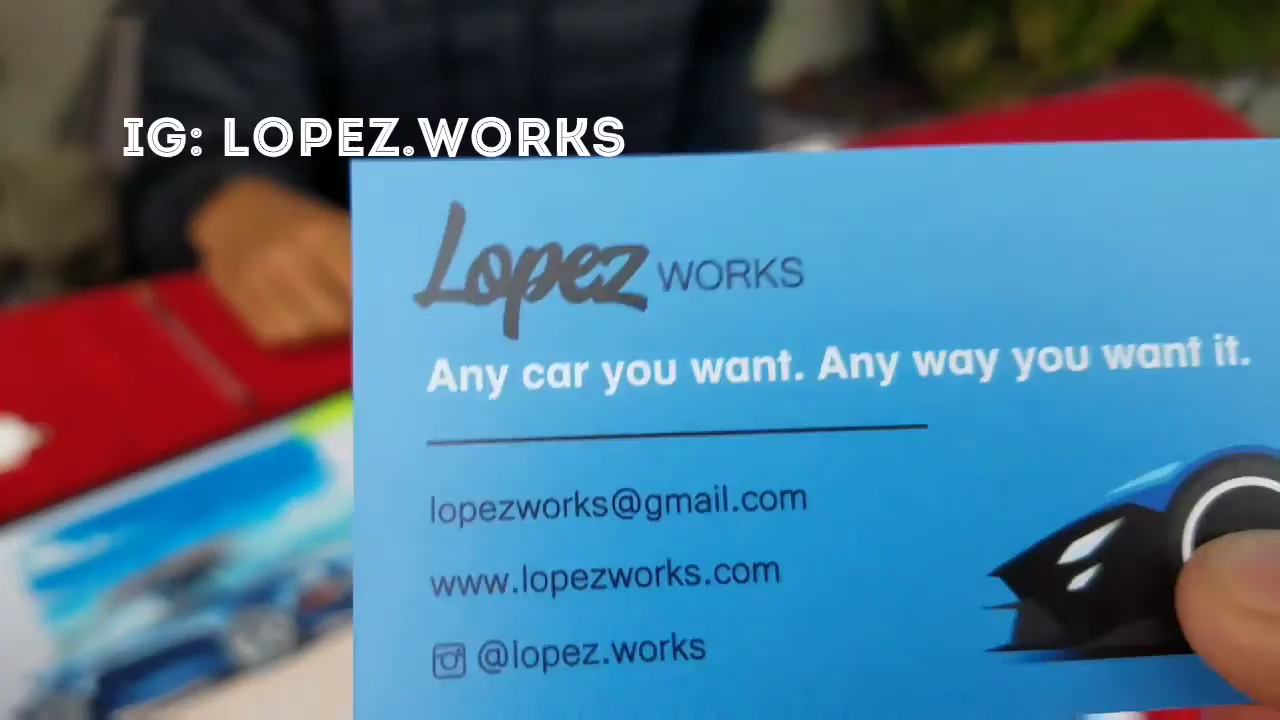 IG: LOPEZ.WORKS
Lopez WORKS
Any car you want. Any way you want it.
lopezworks@gmail.com
www.lopezworks.com
@lopez.works